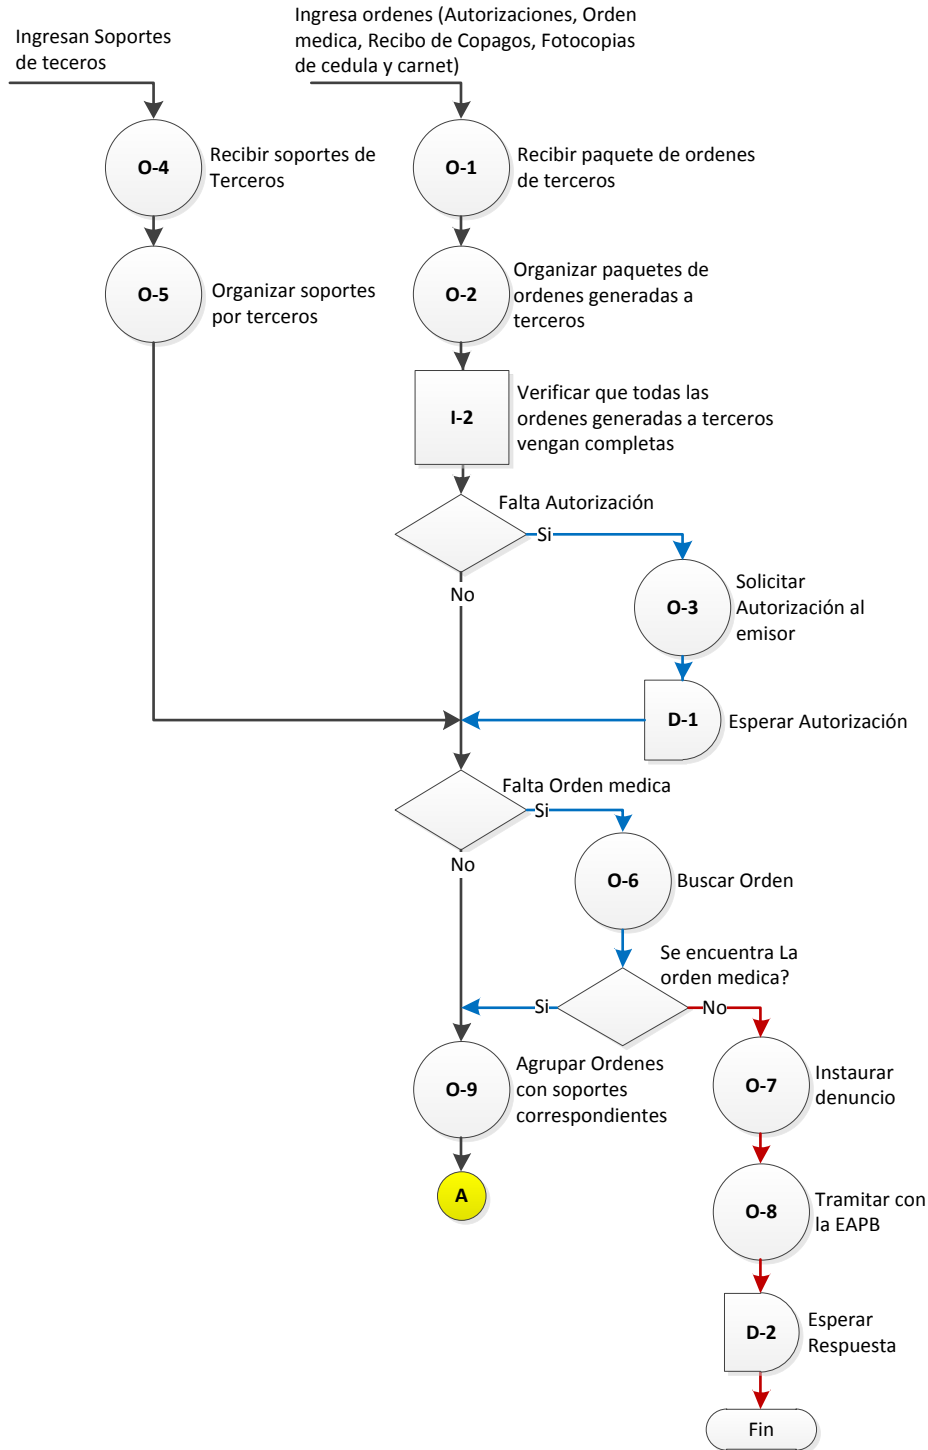 Ingresan Soportes
de teceros
Ingresa ordenes (Autorizaciones, Orden
medica, Recibo de Copagos, Fotocopias
de cedula y carnet)
O-4
Recibir soportes de
Terceros
O-1
Recibir paquete de ordenes
de terceros
O-5
Organizar soportes
por terceros
O-2
Organizar paquetes de
ordenes generadas a
terceros
I-2
Verificar que todas las
ordenes generadas a terceros
vengan completas
Falta Autorización
Si
No
O-3
Solicitar
Autorización al
emisor
D-1
Esperar Autorización
Falta Orden medica
Si
No
O-6
Buscar Orden
Se encuentra La
orden medica?
Si
No
O-9
Agrupar Ordenes
con soportes
correspondientes
O-7
Instaurar
denuncio
A
O-8
Tramitar con
la EAPB
D-2
Esperar
Respuesta
Fin